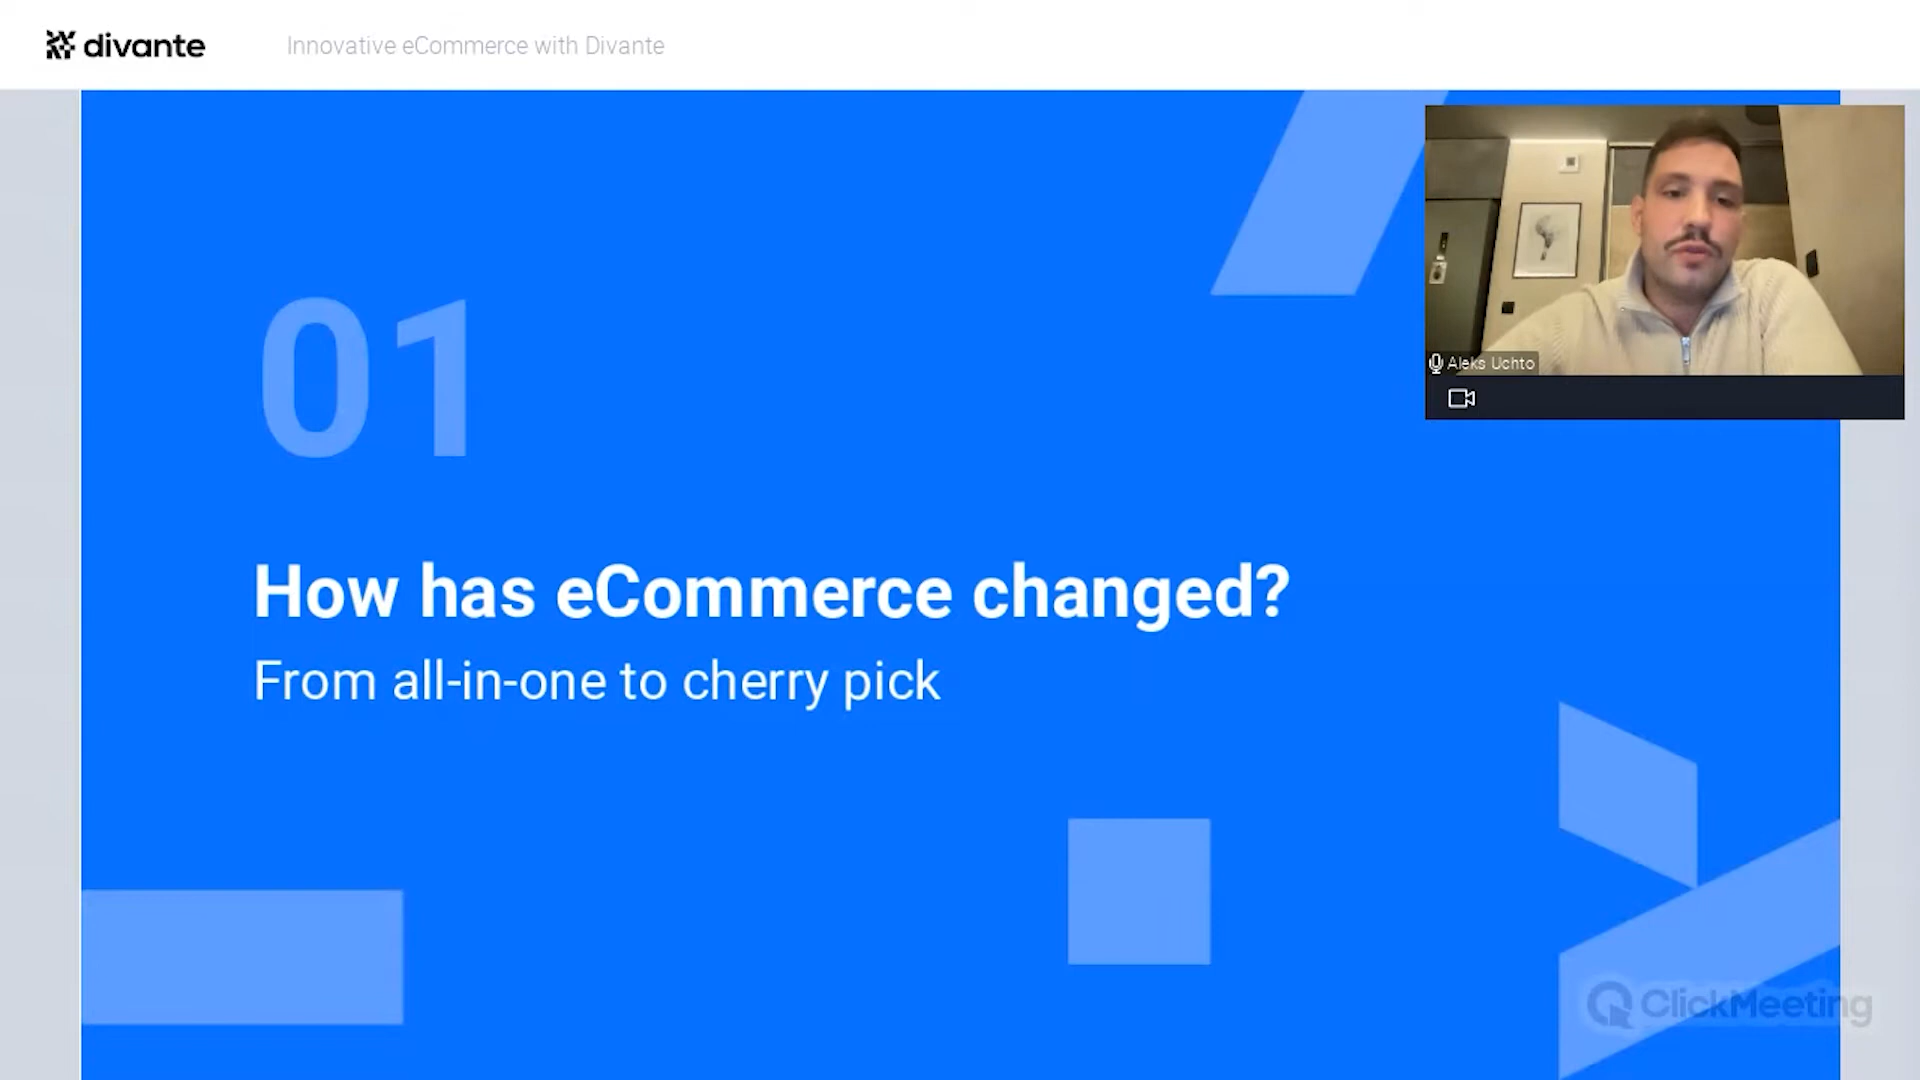 divante
Innovative eCommerce with Divante
01
How has eCommerce changed?
From all-in-one to cherry pick
Aleks Uchto
ClickMeeting